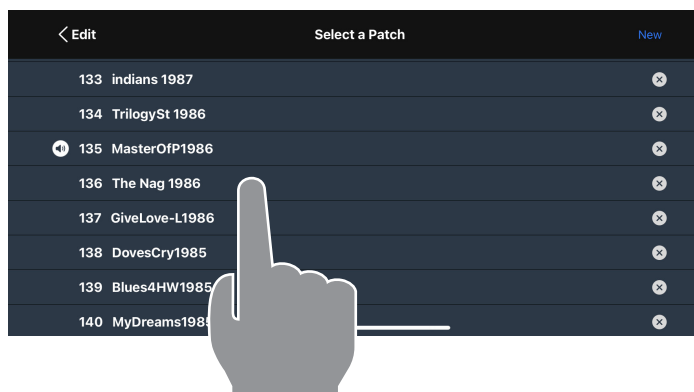 Edit Select a Patch New
133 indians 1987
134 TrilogySt 1986
135 MasterOfP1986
136 The Nag 1986
137 GiveLove-L1986
138 DovesCry1985
139 Blues4HW1985
140